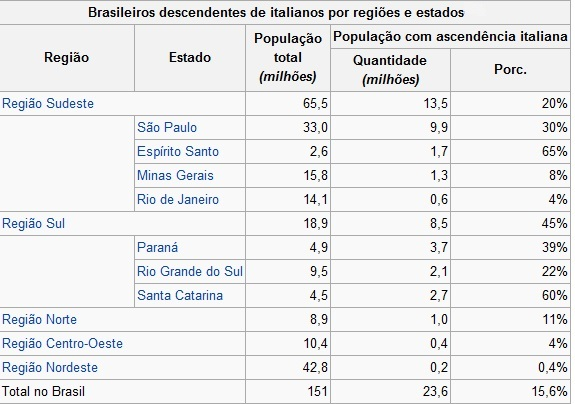 Brasileiros descendentes de italianos por regiões e estados
Região Estado População total (milhões) População com ascendência italiana
Quantidade (milhões) Porc.
Região Sudeste 65,5 13,5 20%
São Paulo 33,0 9,9 30%
Espírito Santo 2,6 1,7 65%
Minas Gerais 15,8 1,3 8%
Rio de Janeiro 14,1 0,6 4%
Região Sul 18,9 8,5 45%
Paraná 4,9 3,7 39%
Rio Grande do Sul 9,5 2,1 22%
Santa Catarina 4,5 2,7 60%
Região Norte 8,9 1,0 11%
Região Centro-Oeste 10,4 0,4 4%
Região Nordeste 42,8 0,2 0,4%
Total no Brasil 151 23,6 15,6%